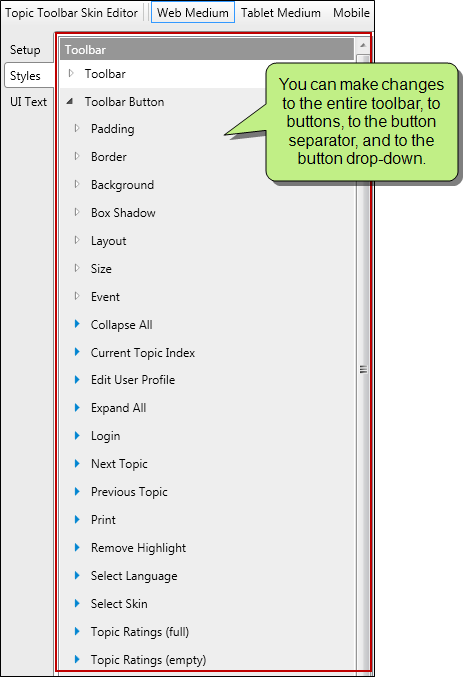 Topic Toolbar Skin Editor Web Medium Tablet Medium Mobile
Setup
Styles
UI Text
Toolbar
Toolbar
Toolbar Button
Padding
Border
Background
Box Shadow
Layout
Size
Event
Collapse All
Current Topic Index
Edit User Profile
Expand All
Login
Next Topic
Previous Topic
Print
Remove Highlight
Select Language
Select Skin
Topic Ratings (full)
Topic Ratings (empty)
You can make changes
to the entire toolbar, to
buttons, to the button
separator, and to the
button drop-down.